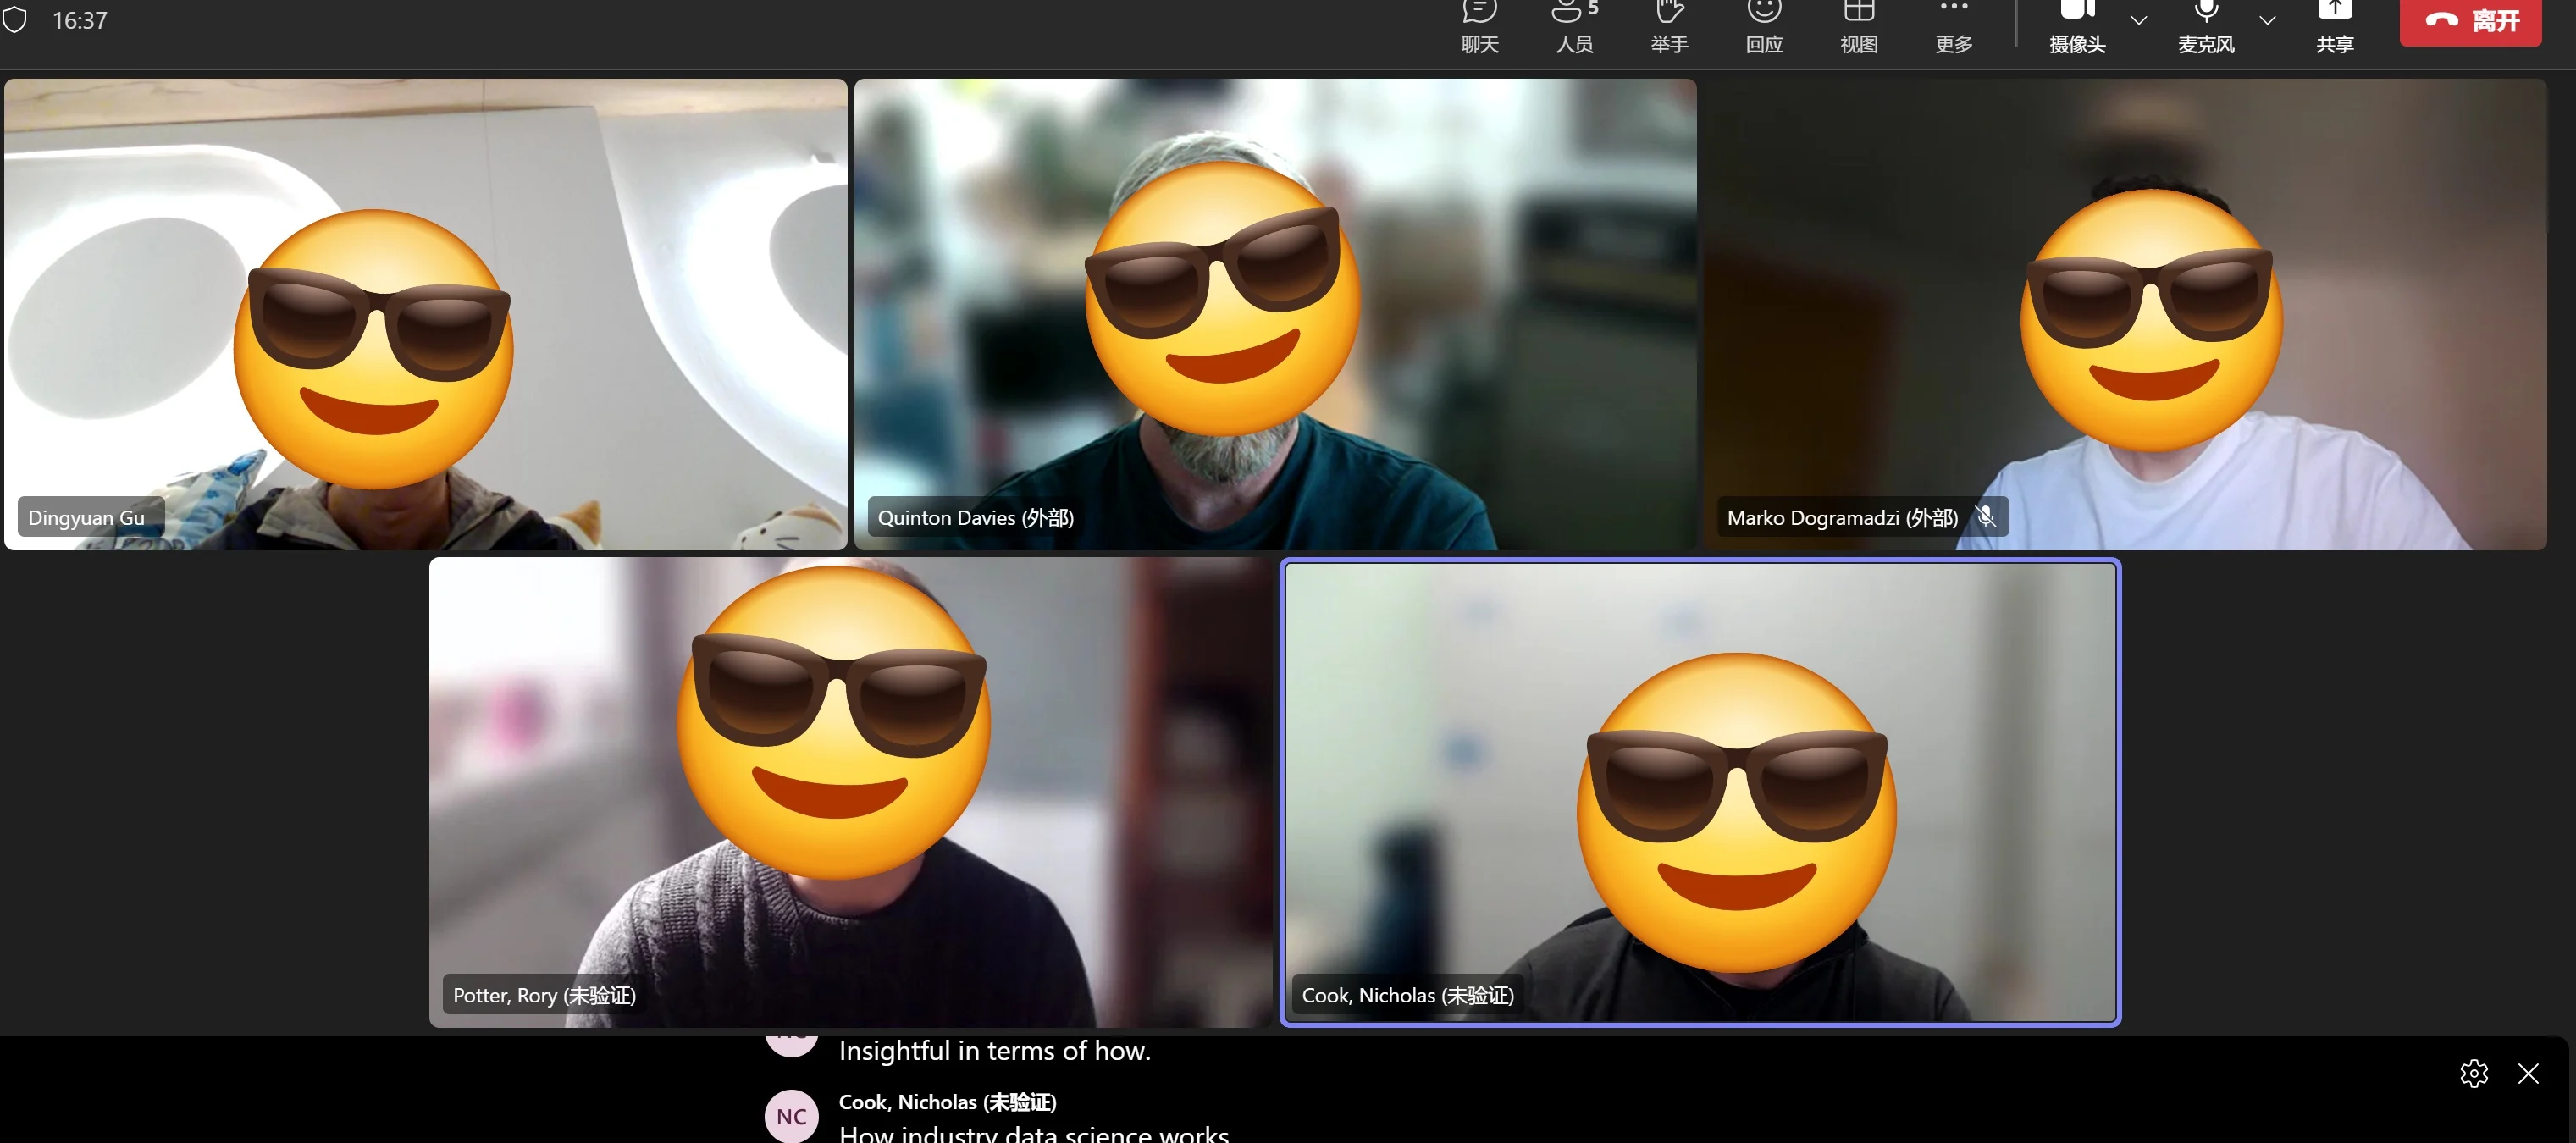 16:37
5
聊天
人员
举手
回应
视图
更多
摄像头
麦克风
共享
离开
Dingyuan Gu
Quinton Davies (外部)
Marko Dogramadzi (外部)
Potter, Rory (未验证)
Cook, Nicholas (未验证)
Insightful in terms of how.
NC
Cook, Nicholas (未验证)
How industry data science works